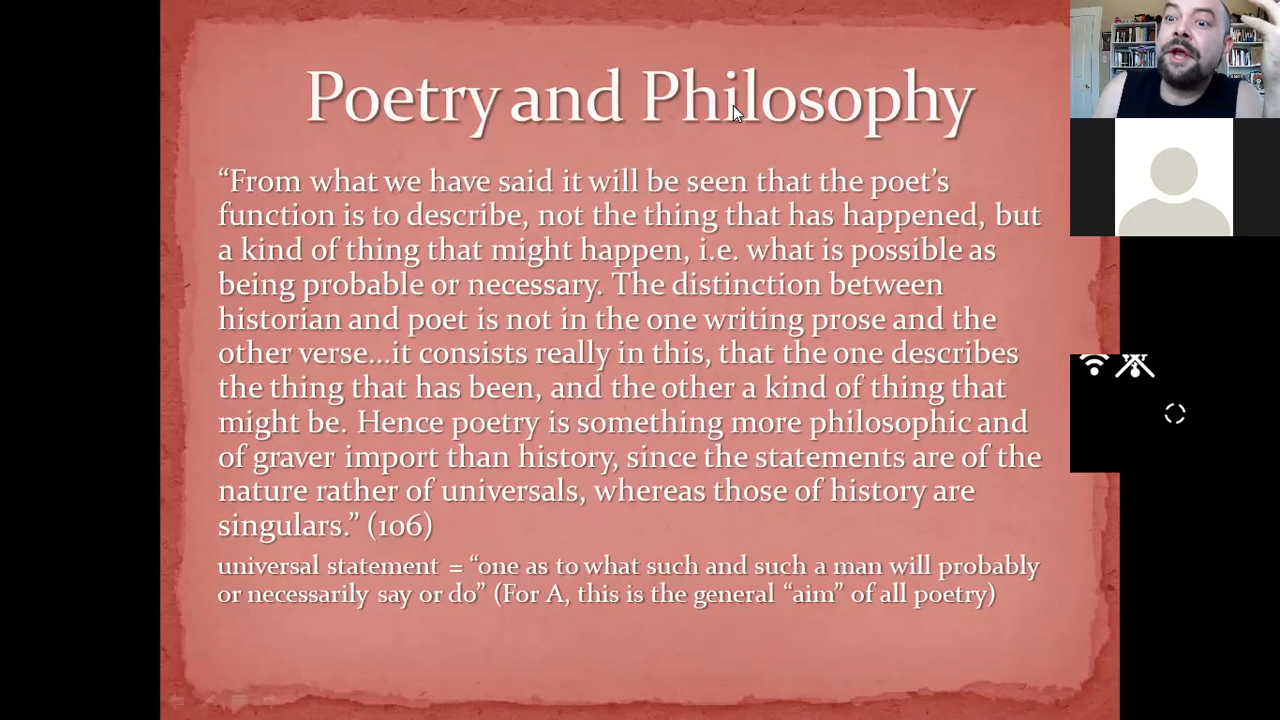 Poetry and Philosophy
“From what we have said it will be seen that the poet’s
function is to describe, not the thing that has happened, but
a kind of thing that might happen, i.e. what is possible as
being probable or necessary. The distinction between
historian and poet is not in the one writing prose and the
other verse…it consists really in this, that the one describes
the thing that has been, and the other a kind of thing that
might be. Hence poetry is something more philosophic and
of graver import than history, since the statements are of the
nature rather of universals, whereas those of history are
singulars.” (106)
universal statement = “one as to what such and such a man will probably
or necessarily say or do” (For A, this is the general “aim” of all poetry)